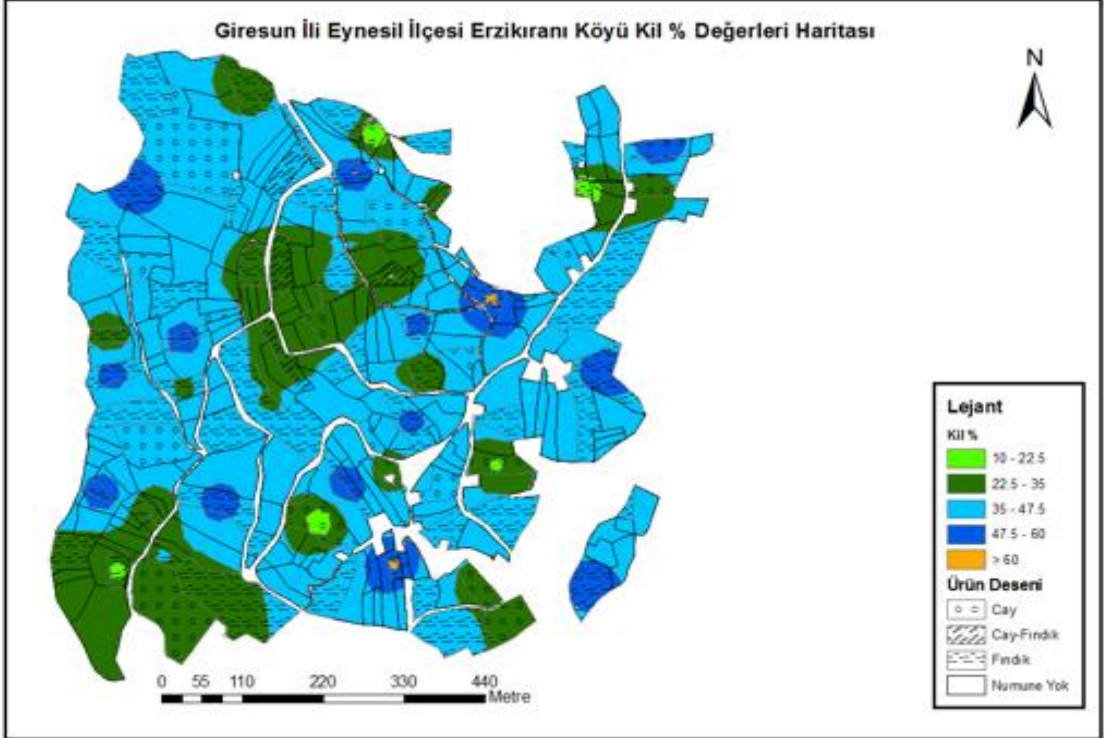 Giresun İli Eynesil İlçesi Erzikıranı Köyü Kil % Değerleri Haritası
N
Lejant
Kil %
10 - 22.5
22.5 - 35
35 - 47.5
47.5 - 60
> 60
Ürün Deseni
Cay
Cay-Fındık
Fındık
Numune Yok
0 55 110 220 330 440
Metre